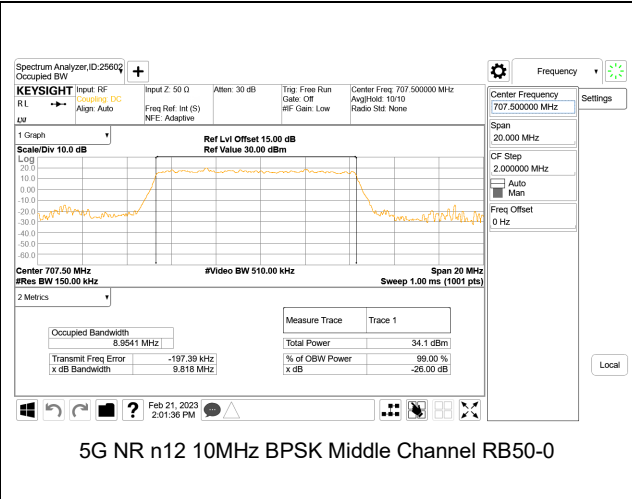 Spectrum Analyzer,ID:25602
Occupied BW
Frequency
KEYSIGHT
R L
Input: RF
Coupling: DC
Align: Auto
Input Z: 50 Ω
Freq Ref: Int (S)
NFE: Adaptive
Atten: 30 dB
Trig: Free Run
Gate: Off
#IF Gain: Low
Center Freq: 707.500000 MHz
Avg|Hold: 10/10
Radio Std: None
Center Frequency
707.500000 MHz
Settings
Span
20.000 MHz
CF Step
2.000000 MHz
Auto
Man
Freq Offset
0 Hz
1 Graph
Scale/Div 10.0 dB
Ref Lvl Offset 15.00 dB
Ref Value 30.00 dBm
Log
20.0
10.0
0.00
-10.0
-20.0
-30.0
-40.0
-50.0
-60.0
Center 707.50 MHz
#Res BW 150.00 kHz
#Video BW 510.00 kHz
Span 20 MHz
Sweep 1.00 ms (1001 pts)
2 Metrics
Occupied Bandwidth
8.9541 MHz
Transmit Freq Error -197.39 kHz
x dB Bandwidth 9.818 MHz
Measure Trace Trace 1
Total Power 34.1 dBm
% of OBW Power 99.00 %
x dB -26.00 dB
Local
?
Feb 21, 2023
2:01:36 PM
5G NR n12 10MHz BPSK Middle Channel RB50-0